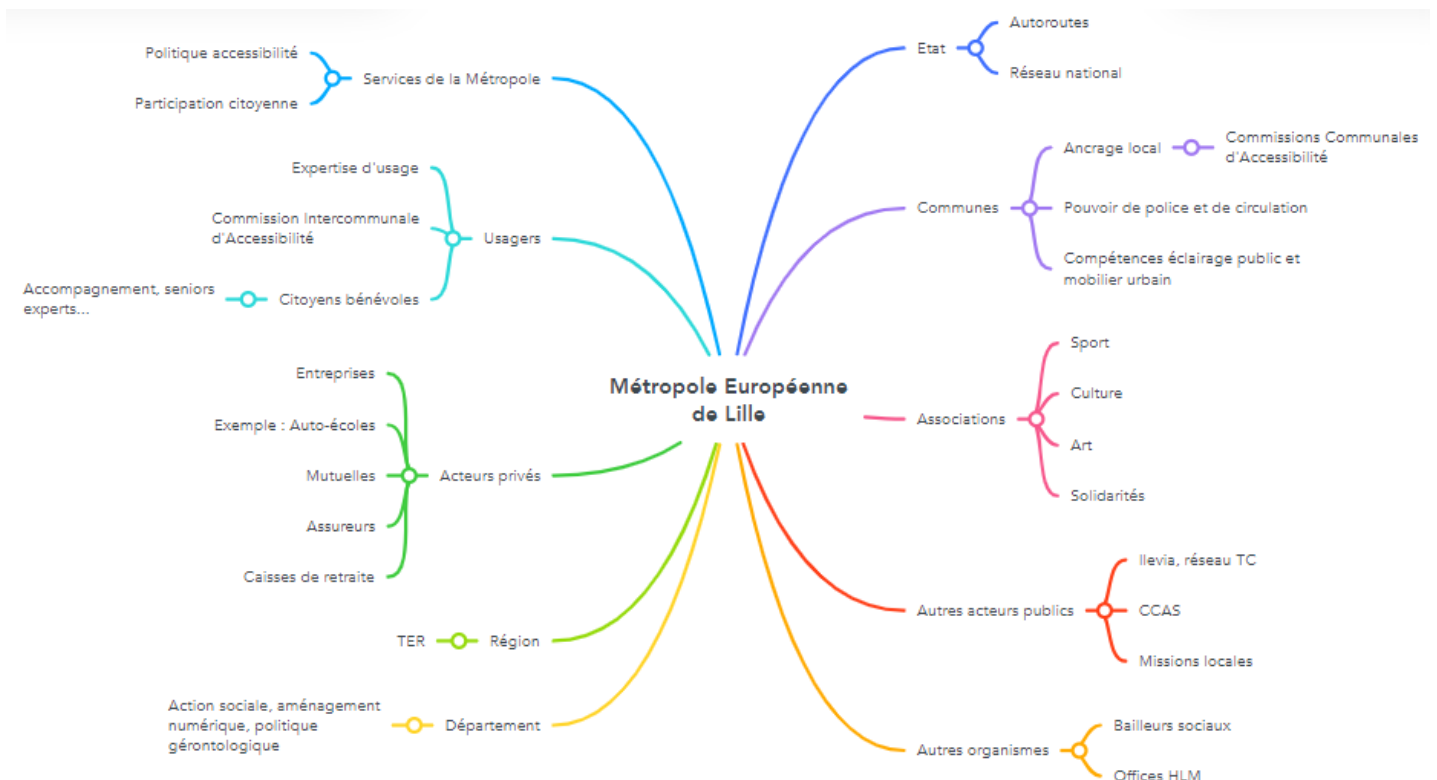 Métropole Européenne
de Lille
Services de la Métropole
Politique accessibilité
Participation citoyenne
Usagers
Expertise d'usage
Commission Intercommunale
d'Accessibilité
Citoyens bénévoles
Accompagnement, seniors
experts...
Acteurs privés
Entreprises
Exemple : Auto-écoles
Mutuelles
Assureurs
Caisses de retraite
Région
TER
Département
Action sociale, aménagement
numérique, politique
gérontologique
Etat
Autoroutes
Réseau national
Communes
Ancrage local
Commissions Communales
d'Accessibilité
Pouvoir de police et de circulation
Compétences éclairage public et
mobilier urbain
Associations
Sport
Culture
Art
Solidarités
Autres acteurs publics
Ilevia, réseau TC
CCAS
Missions locales
Autres organismes
Bailleurs sociaux
Offices HLM